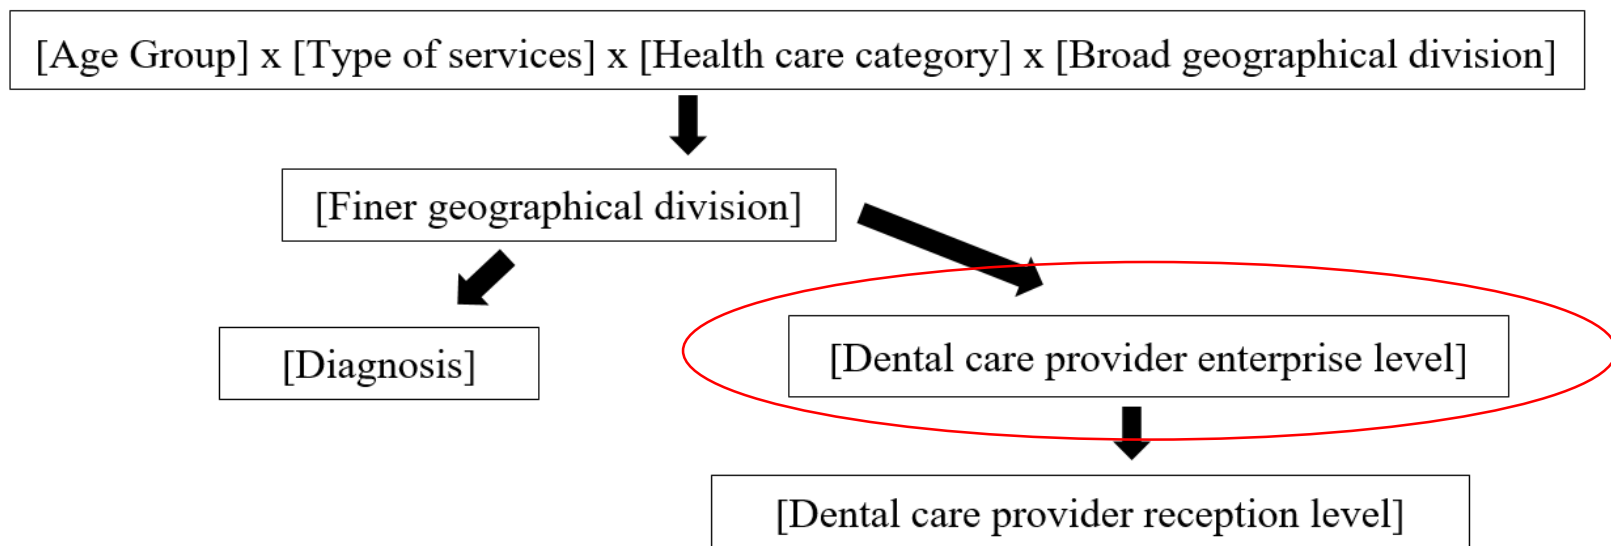 [Age Group] x [Type of services] x [Health care category] x [Broad geographical division]
[Finer geographical division]
[Diagnosis]
[Dental care provider enterprise level]
[Dental care provider reception level]